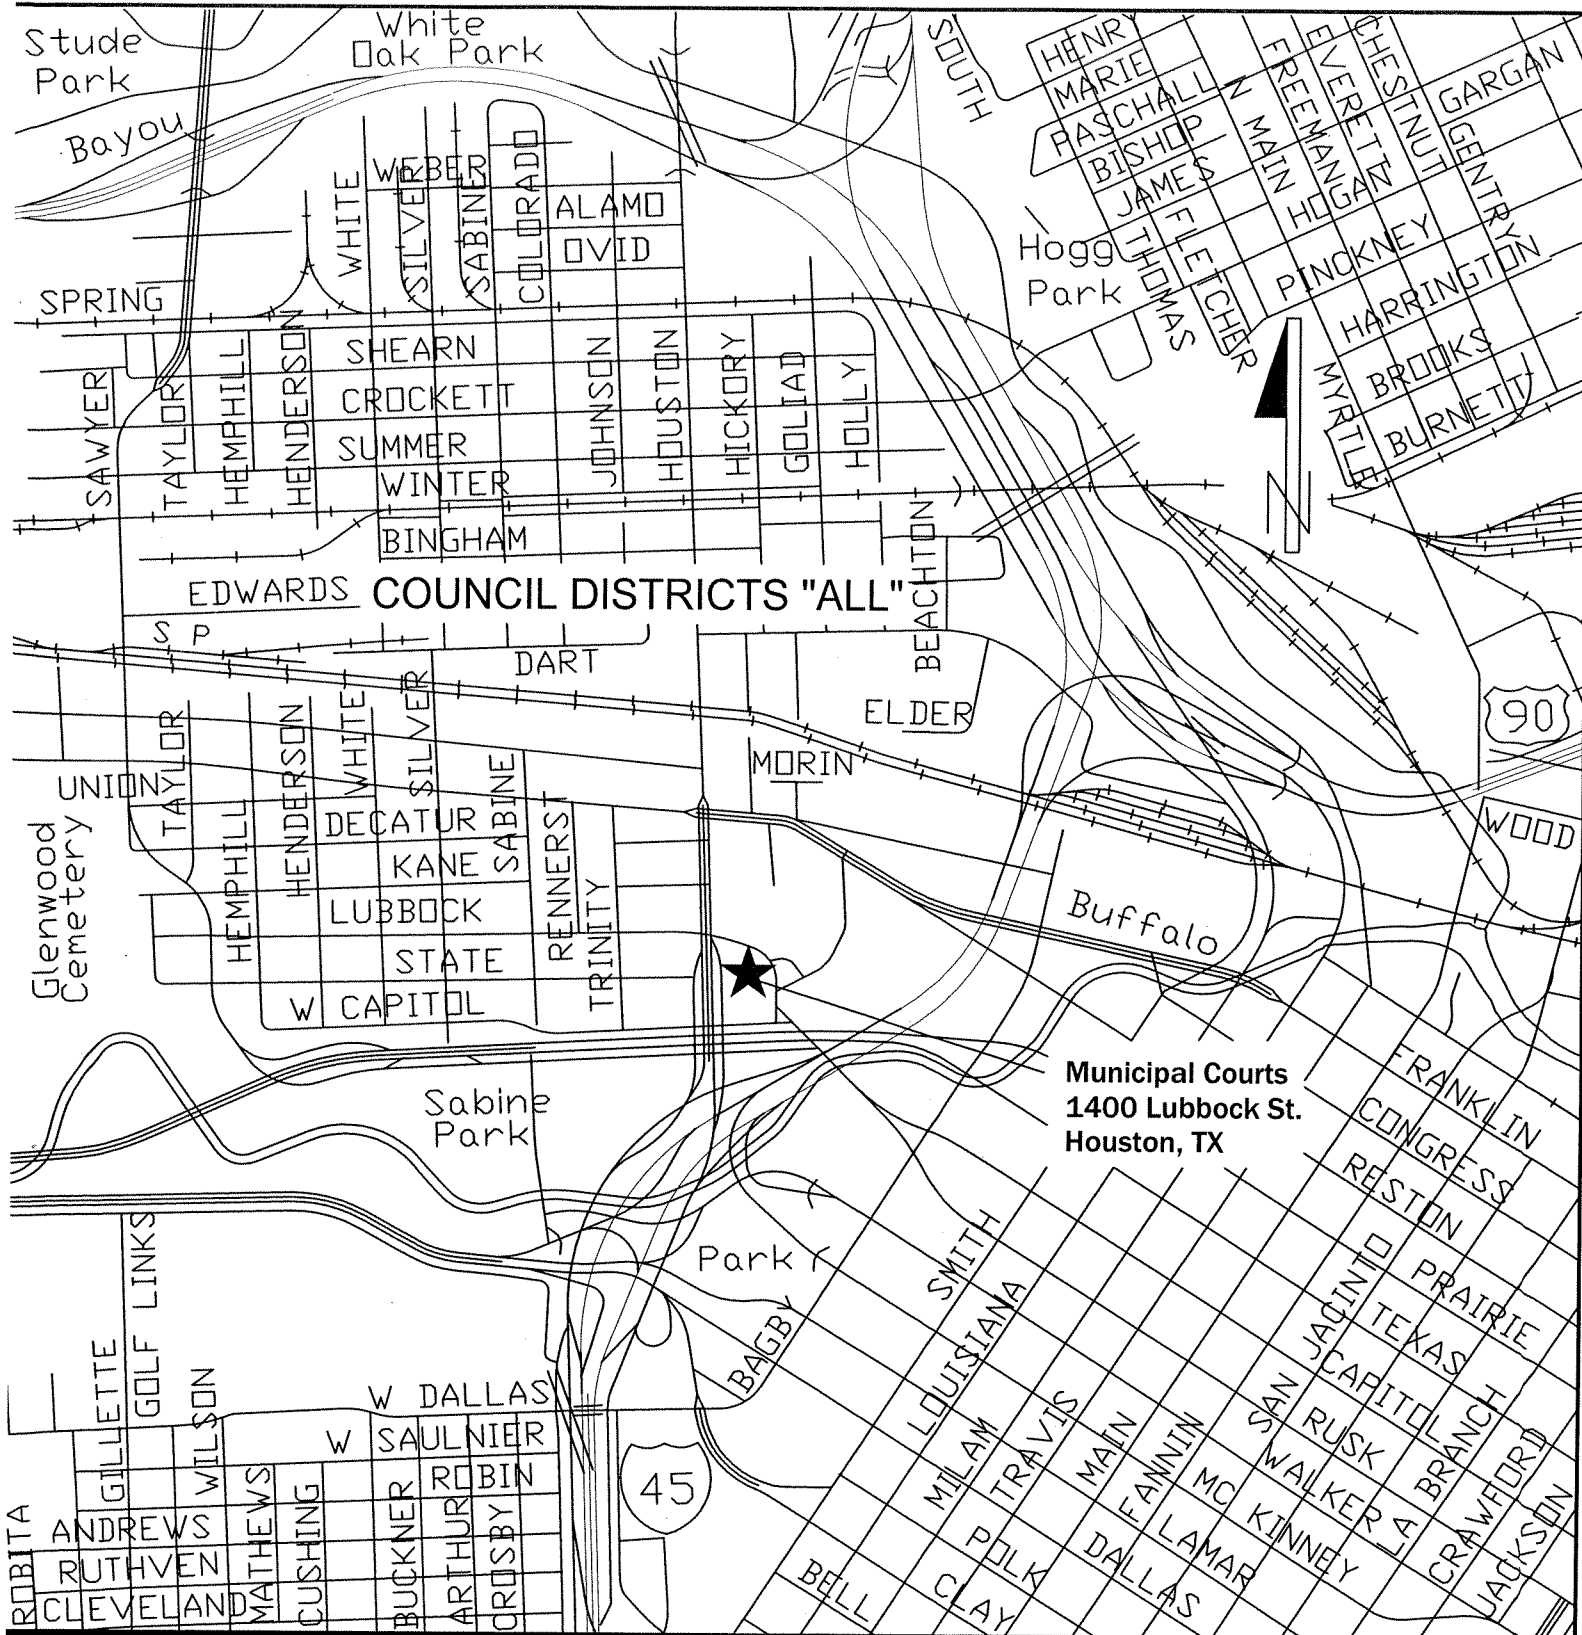 Stude
Park
White
Oak Park
Bayou
SOUTH
HENRY
MARIE
PASCHALL
BISHOP
JAMES
N MAIN
FREEMAN
EVERETT
CHESTNUT
GARGAN
GENTRY
HOGAN
THOMAS
FLETCHER
PINCKNEY
HARRINGTON
BROOKS
BURNETT
MYRTLE
Hogg
Park
WHITE
WEBER
SILVER
SABINE
COLORADO
ALAMO
OVID
SPRING
SHEARN
CROCKETT
SUMMER
WINTER
BINGHAM
SAWYER
TAYLOR
HEMPHILL
HENDERSON
JOHNSON
HOUSTON
HICKORY
GOLIAD
HOLLY
BEACHTON
N
EDWARDS
COUNCIL DISTRICTS "ALL"
S P
DART
ELDER
MORIN
90
WOOD
UNION
TAYLOR
HEMPHILL
HENDERSON
WHITE
SILVER
SABINE
DECATUR
KANE
LUBBOCK
STATE
W CAPITOL
RENNERST
TRINITY
Glenwood
Cemetery
Buffalo
Municipal Courts
1400 Lubbock St.
Houston, TX
Sabine
Park
Park
FRANKLIN
CONGRESS
RESTON
PRAIRIE
TEXAS
CAPITOL
RUSK
WALKER
MC KINNEY
LAMAR
DALLAS
POLK
CLAY
BELL
BAGBY
SMITH
LOUISIANA
MILAM
TRAVIS
MAIN
FANNIN
SAN JACINTO
LA BRANCH
CRAWFORD
JACKSON
GILLETTE
GOLF LINKS
WILSON
W DALLAS
W SAULNIER
ROBIN
ANDREWS
RUTHVEN
CLEVELAND
ROBITA
MATHEWS
CUSHING
BUCKNER
ARTHUR
CROSBY
45